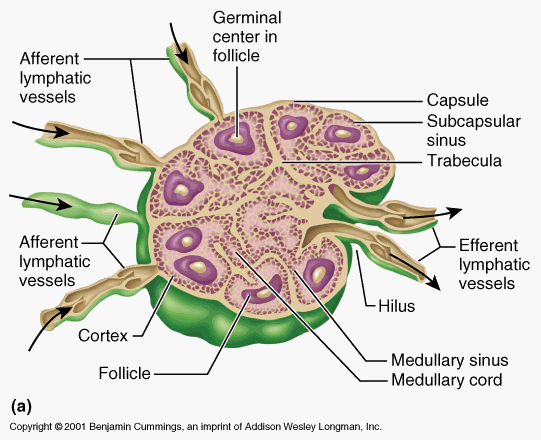 Germinal
center in
follicle
Afferent
lymphatic
vessels
Capsule
Subcapsular
sinus
Trabecula
Afferent
lymphatic
vessels
Efferent
lymphatic
vessels
Hilus
Cortex
Follicle
Medullary sinus
Medullary cord
(a)
Copyright © 2001 Benjamin Cummings, an imprint of Addison Wesley Longman, Inc.